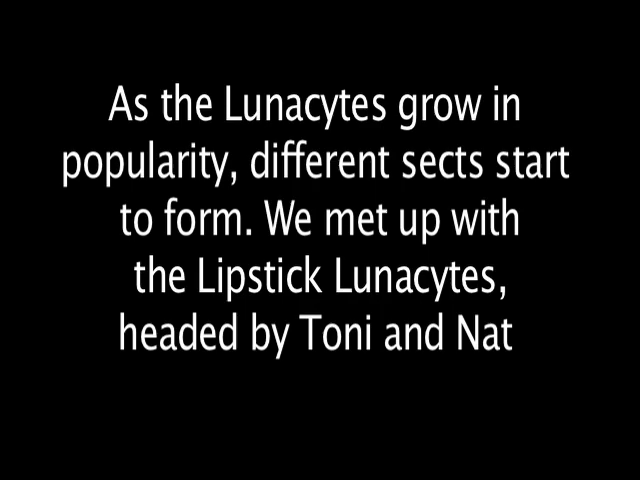 As the Lunacytes grow in
popularity, different sects start
to form. We met up with
the Lipstick Lunacytes,
headed by Toni and Nat